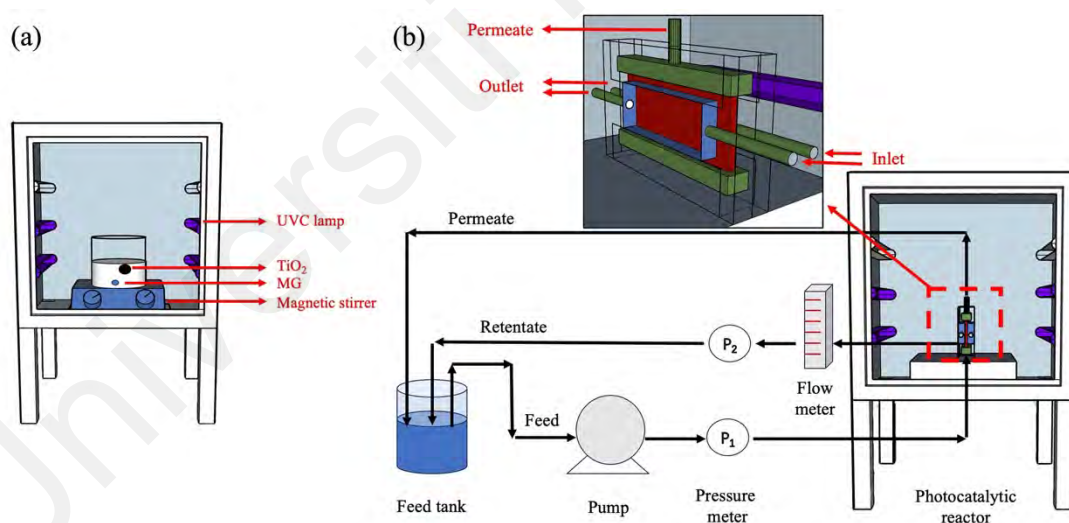 (a)
UVC lamp
TiO₂
MG
Magnetic stirrer
(b)
Permeate
Outlet
Inlet
Permeate
Retentate
P₂
Flow
meter
Feed
P₁
Feed tank
Pump
Pressure
meter
Photocatalytic
reactor
Universiti